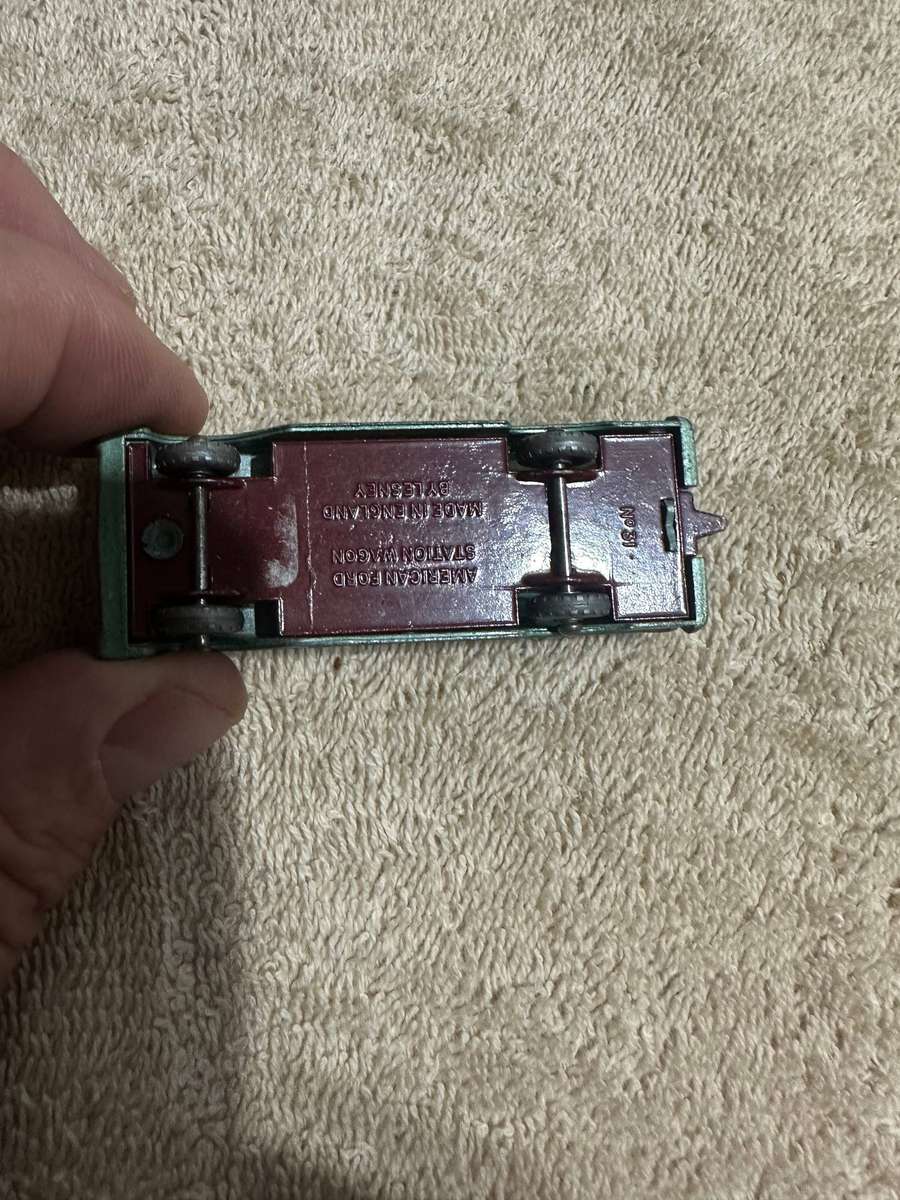 AMERICAN FORD
STATION WAGON
MADE IN ENGLAND
BY LESNEY
Nº 31